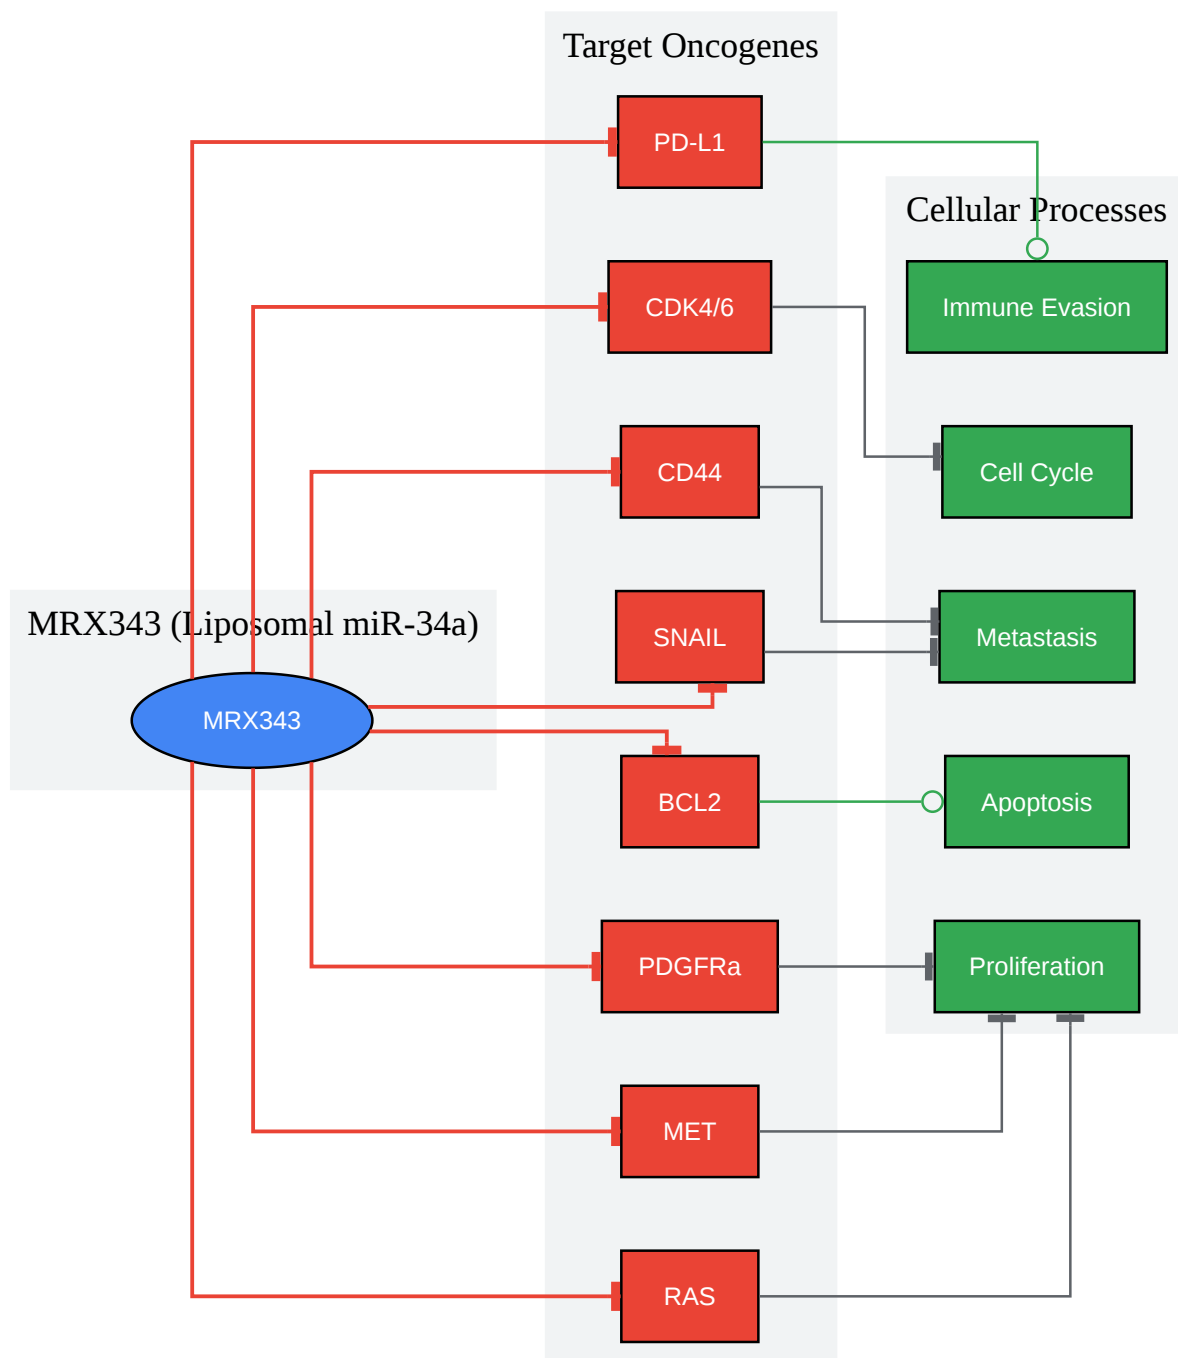 Target Oncogenes
PD-L1
Cellular Processes
CDK4/6
Immune Evasion
CD44
Cell Cycle
MRX343 (Liposomal miR-34a)
SNAIL
Metastasis
MRX343
BCL2
Apoptosis
PDGFRa
Proliferation
MET
RAS